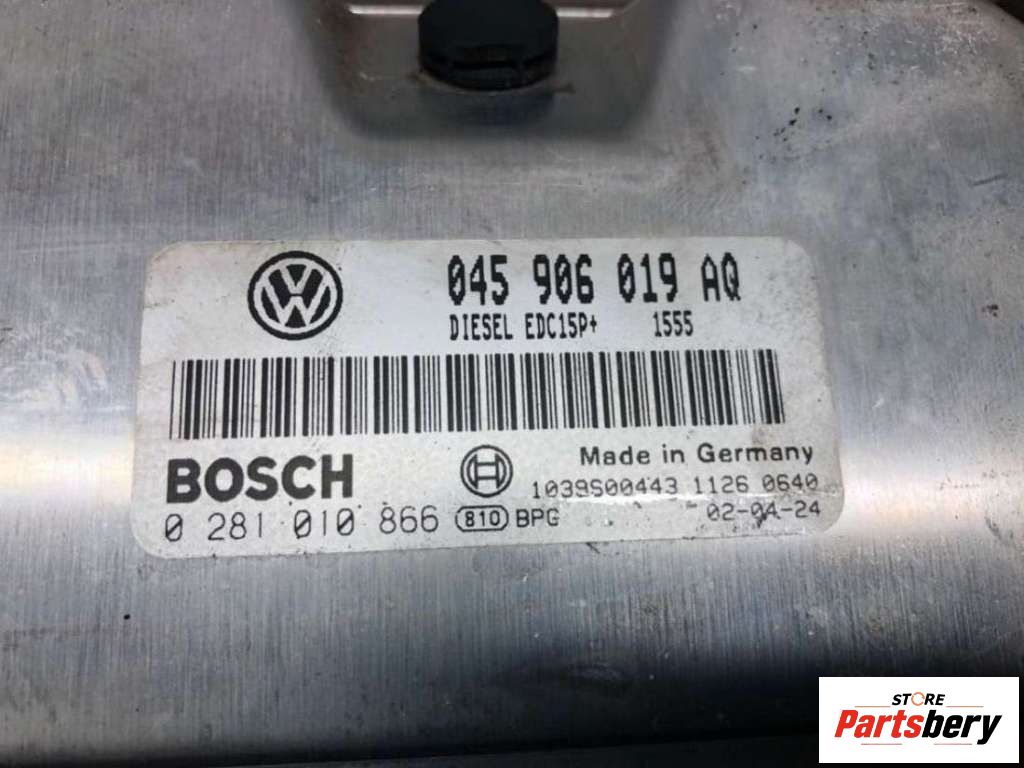 045 906 019 AQ
DIESEL EDC15P+ 1555
BOSCH
Made in Germany
1039S00443 1126 0640
0 281 010 866 810 BPG 02-04-24
STORE
Partsbery